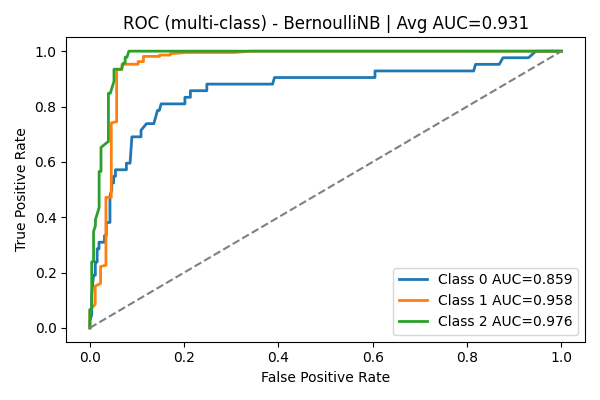 ROC (multi-class) - BernoulliNB | Avg AUC=0.931
True Positive Rate
1.0
0.8
0.6
0.4
0.2
0.0
Class 0 AUC=0.859
Class 1 AUC=0.958
Class 2 AUC=0.976
0.0 0.2 0.4 0.6 0.8 1.0
False Positive Rate